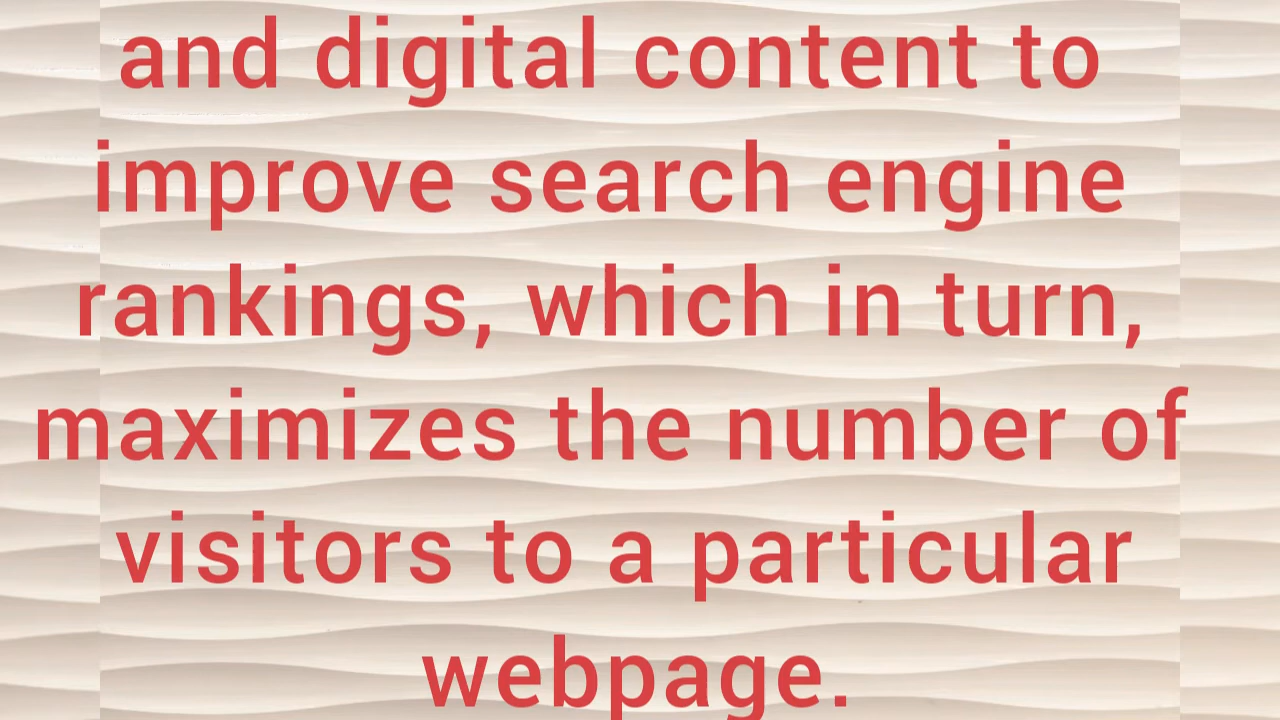 and digital content to
improve search engine
rankings, which in turn,
maximizes the number of
visitors to a particular
webpage.